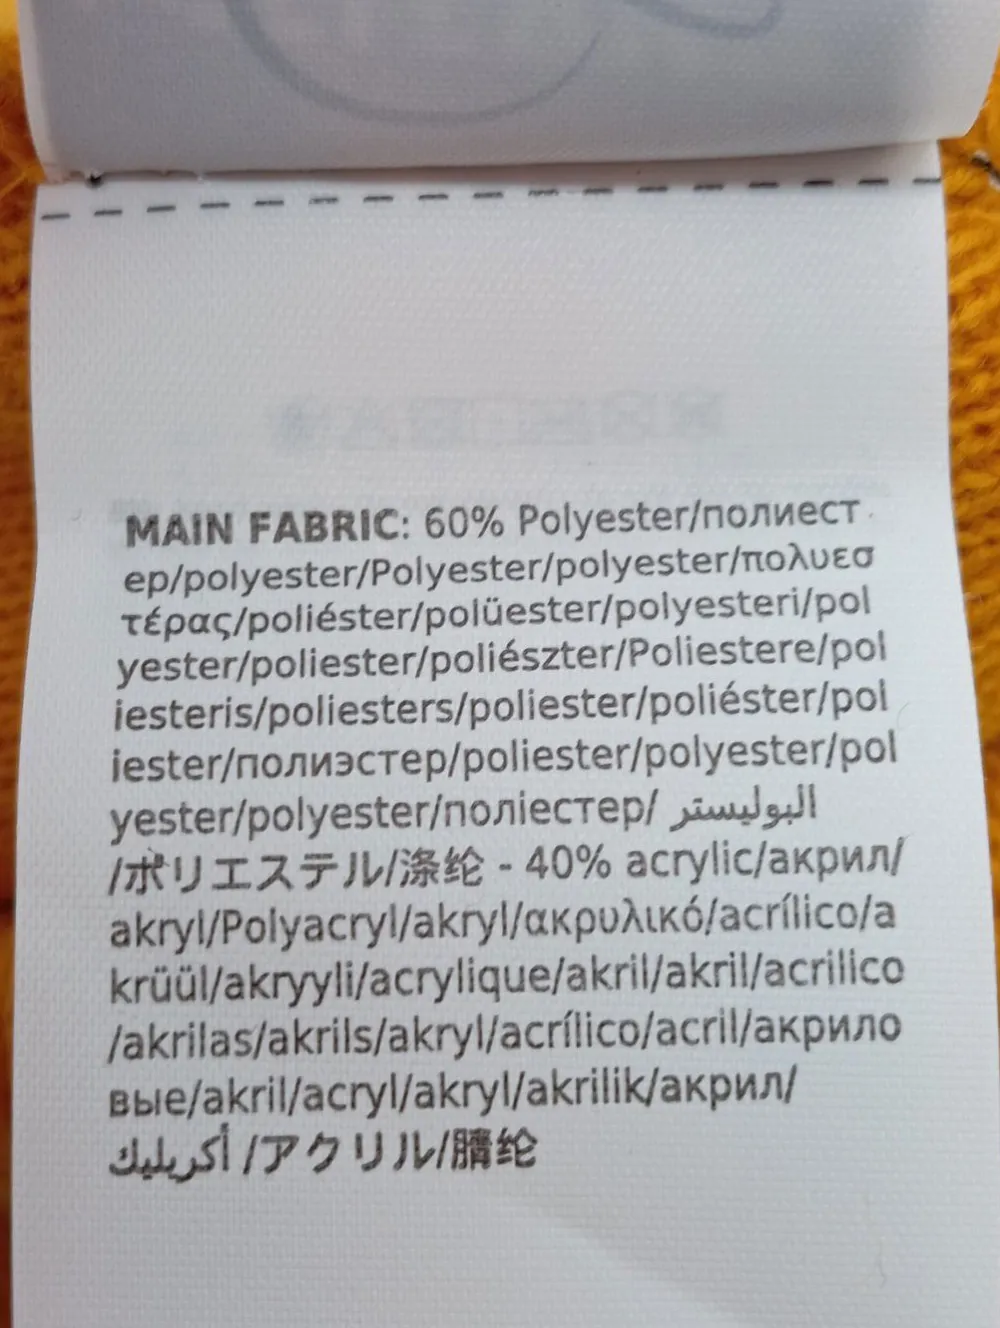 MAIN FABRIC: 60% Polyester/полиест
ер/polyester/Polyester/polyester/πολυεσ
τέρας/poliéster/polüester/polyesteri/pol
yester/poliester/poliészter/Poliestere/pol
iesteris/poliesters/poliester/poliéster/pol
iester/полиэстер/poliester/polyester/pol
yester/polyester/поліестер/ البوليستر
/ポリエステル/涤纶 - 40% acrylic/акрил/
akryl/Polyacryl/akryl/ακρυλικό/acrílico/a
krüül/akryyli/acrylique/akril/akril/acrilico
/akrilas/akrils/akryl/acrílico/acril/акрило
вые/akril/acryl/akryl/akrilik/акрил/
أكريليك /アクリル/腈纶